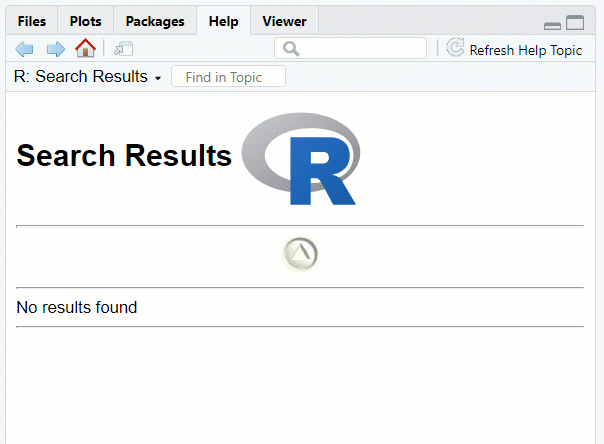 Files Plots Packages Help Viewer
Refresh Help Topic
R: Search Results Find in Topic
Search Results R
No results found